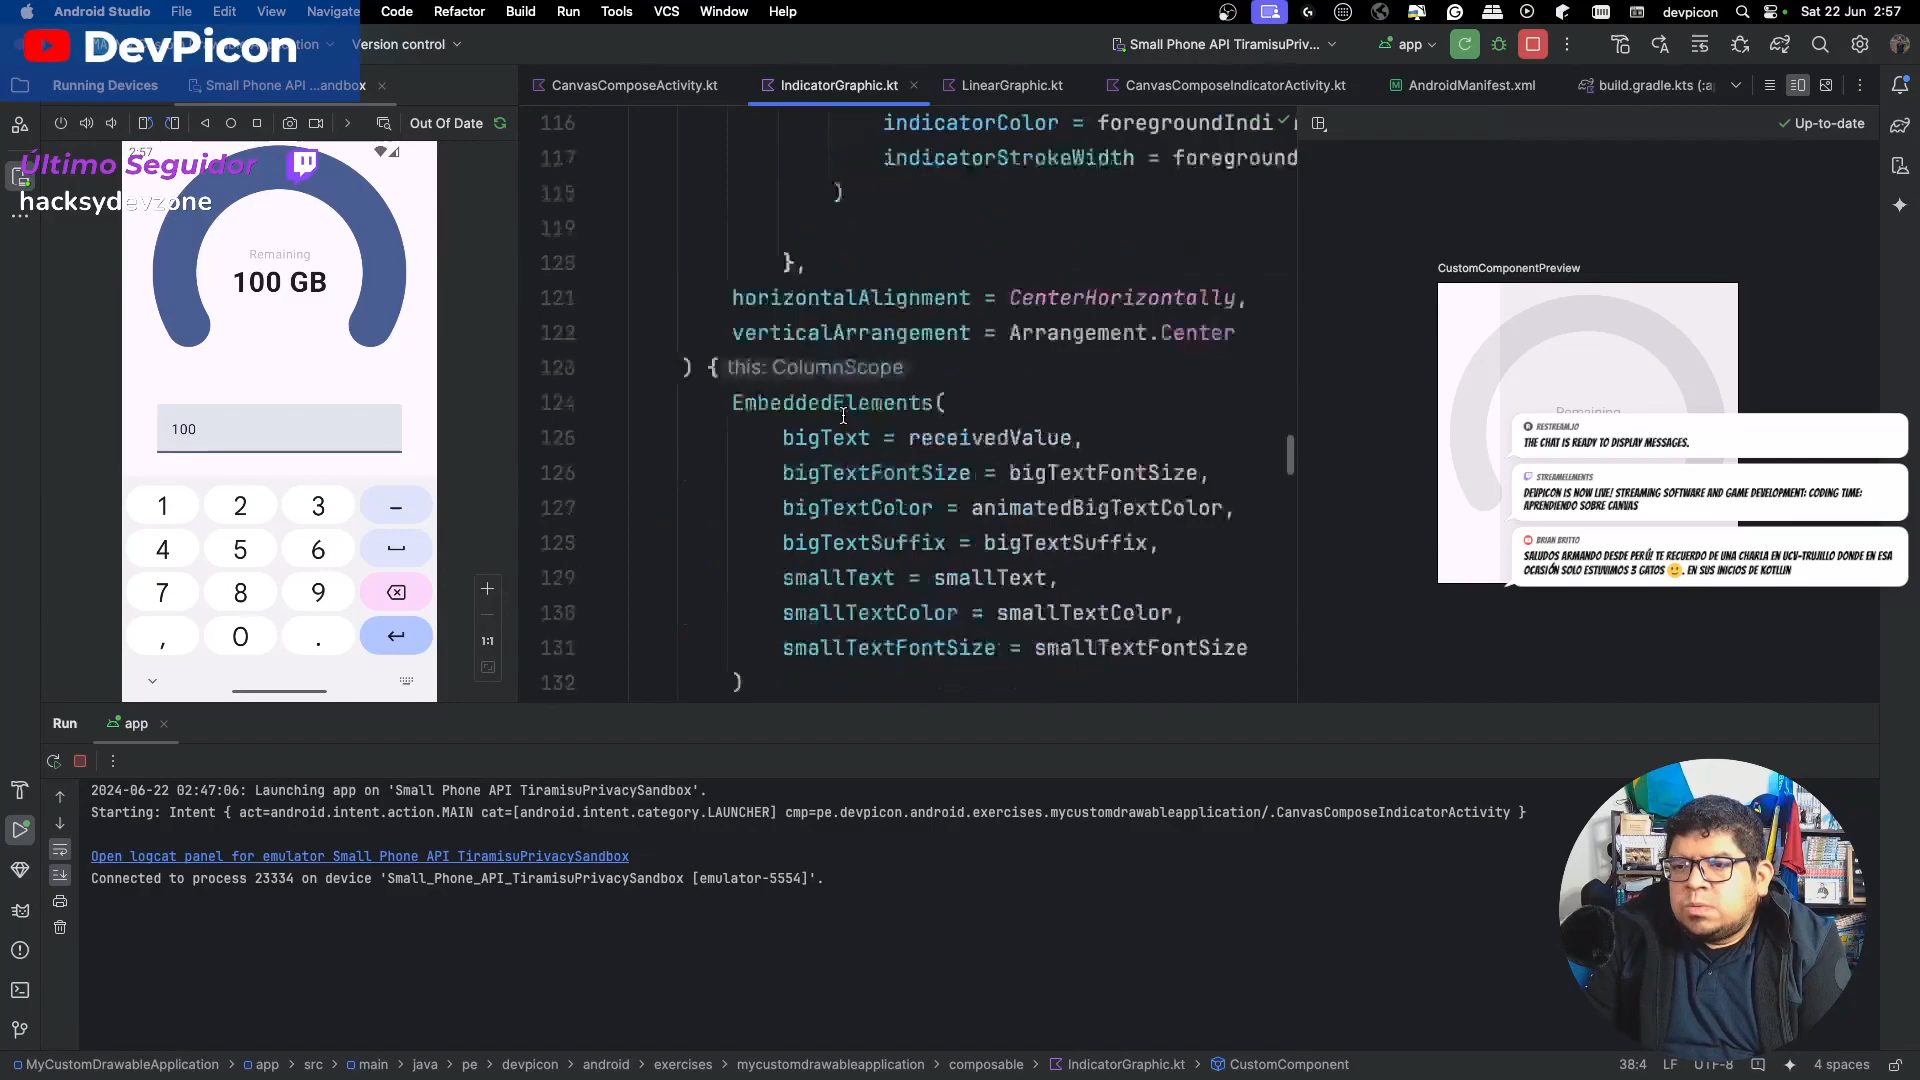 Android Studio File Edit View Navigate Code Refactor Build Run Tools VCS Window Help
devpicon Sat 22 Jun 2:57
DevPicon
Version control
Small Phone API TiramisuPriv...
app
Running Devices
Small Phone API ...andbox
CanvasComposeActivity.kt
IndicatorGraphic.kt
LinearGraphic.kt
CanvasComposeIndicatorActivity.kt
AndroidManifest.xml
build.gradle.kts (:a
Out Of Date
Up-to-date
2:57
Último Seguidor
hacksydevzone
Remaining
100 GB
100
1 2 3 –
4 5 6
7 8 9
, 0 .
1:1
116 indicatorColor = foregroundIndi
117 indicatorStrokeWidth = foreground
118 )
119
120 },
121 horizontalAlignment = CenterHorizontally,
122 verticalArrangement = Arrangement.Center
123 ) { this: ColumnScope
124 EmbeddedElements(
125 bigText = receivedValue,
126 bigTextFontSize = bigTextFontSize,
127 bigTextColor = animatedBigTextColor,
128 bigTextSuffix = bigTextSuffix,
129 smallText = smallText,
130 smallTextColor = smallTextColor,
131 smallTextFontSize = smallTextFontSize
132 )
CustomComponentPreview
Remaining
RESTREAM.IO
THE CHAT IS READY TO DISPLAY MESSAGES.
STREAMELEMENTS
DEVPICON IS NOW LIVE! STREAMING SOFTWARE AND GAME DEVELOPMENT: CODING TIME:
APRENDIENDO SOBRE CANVAS
BRIAN BRITTO
SALUDOS ARMANDO DESDE PERÚ! TE RECUERDO DE UNA CHARLA EN UCV-TRUJILLO DONDE EN ESA
OCASIÓN SOLO ESTUVIMOS 3 GATOS 🙂. EN SUS INICIOS DE KOTLIN
Run app
2024-06-22 02:47:06: Launching app on 'Small Phone API TiramisuPrivacySandbox'.
Starting: Intent { act=android.intent.action.MAIN cat=[android.intent.category.LAUNCHER] cmp=pe.devpicon.android.exercises.mycustomdrawableapplication/.CanvasComposeIndicatorActivity }
Open logcat panel for emulator Small Phone API TiramisuPrivacySandbox
Connected to process 23334 on device 'Small_Phone_API_TiramisuPrivacySandbox [emulator-5554]'.
MyCustomDrawableApplication > app > src > main > java > pe > devpicon > android > exercises > mycustomdrawableapplication > composable > IndicatorGraphic.kt > CustomComponent
38:4 LF UTF-8 4 spaces